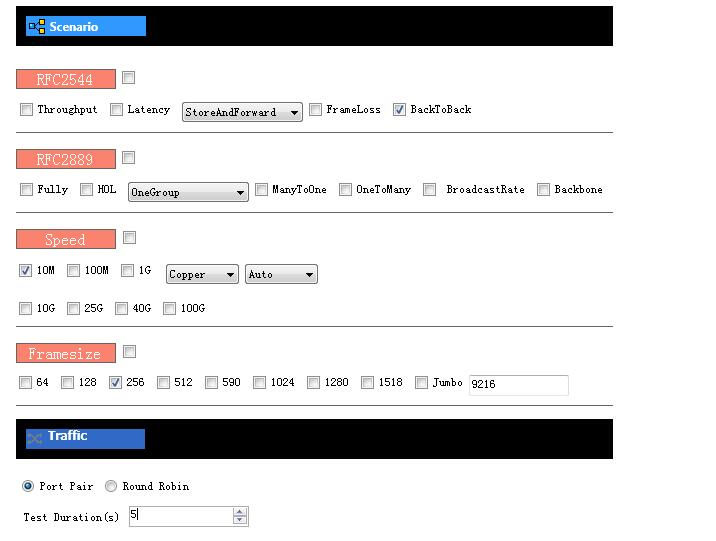 Scenario
RFC2544
Throughput Latency StoreAndForward FrameLoss BackToBack
RFC2889
Fully HOL OneGroup ManyToOne OneToMany BroadcastRate Backbone
Speed
10M 100M 1G Copper Auto
10G 25G 40G 100G
Framesize
64 128 256 512 590 1024 1280 1518 Jumbo 9216
Traffic
Port Pair Round Robin
Test Duration(s) 5